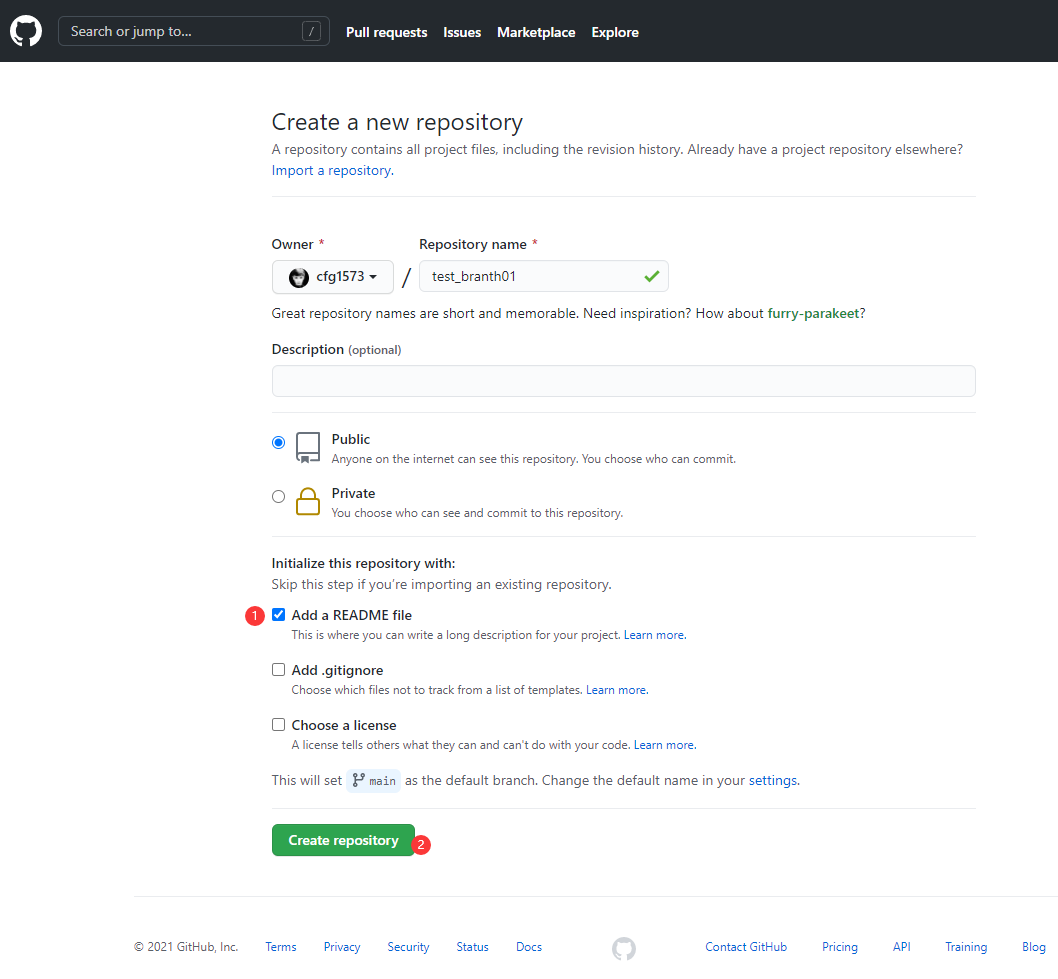 Search or jump to... /
Pull requests Issues Marketplace Explore
Create a new repository
A repository contains all project files, including the revision history. Already have a project repository elsewhere?
Import a repository.
Owner * Repository name *
cfg1573 / test_branth01
Great repository names are short and memorable. Need inspiration? How about furry-parakeet?
Description (optional)
Public
Anyone on the internet can see this repository. You choose who can commit.
Private
You choose who can see and commit to this repository.
Initialize this repository with:
Skip this step if you’re importing an existing repository.
1 Add a README file
This is where you can write a long description for your project. Learn more.
Add .gitignore
Choose which files not to track from a list of templates. Learn more.
Choose a license
A license tells others what they can and can't do with your code. Learn more.
This will set main as the default branch. Change the default name in your settings.
Create repository 2
© 2021 GitHub, Inc. Terms Privacy Security Status Docs Contact GitHub Pricing API Training Blog